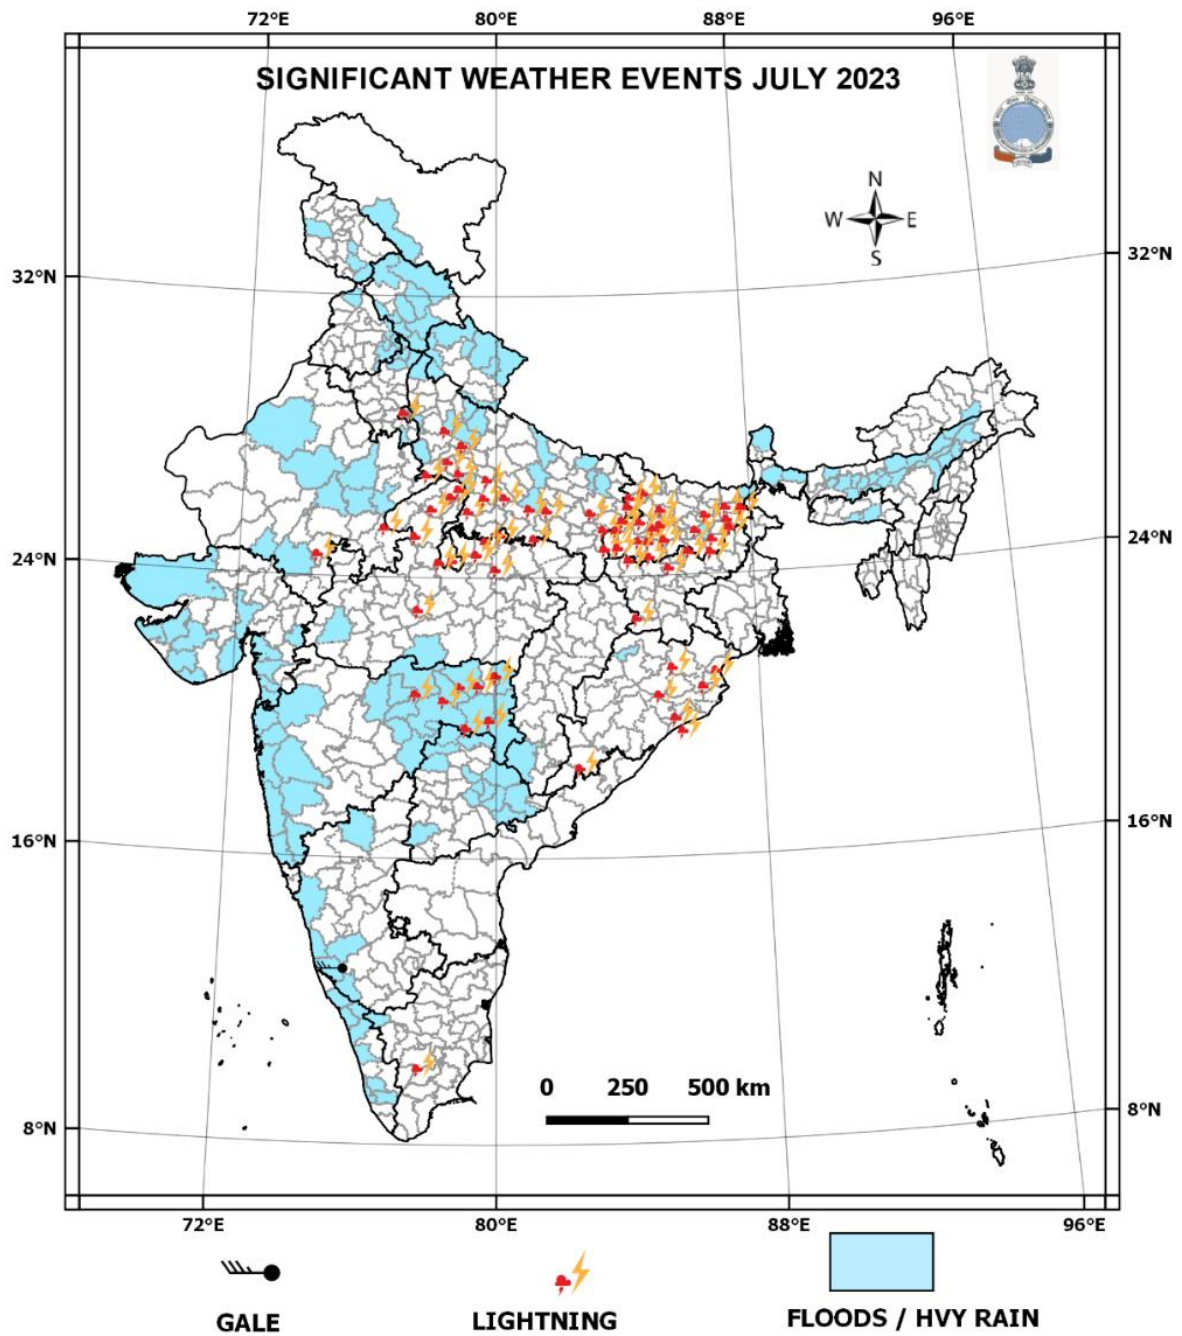 72°E 80°E 88°E 96°E
SIGNIFICANT WEATHER EVENTS JULY 2023
N
W E
S
32°N 32°N
24°N 24°N
16°N 16°N
0 250 500 km
8°N 8°N
72°E 80°E 88°E 96°E
GALE LIGHTNING FLOODS / HVY RAIN